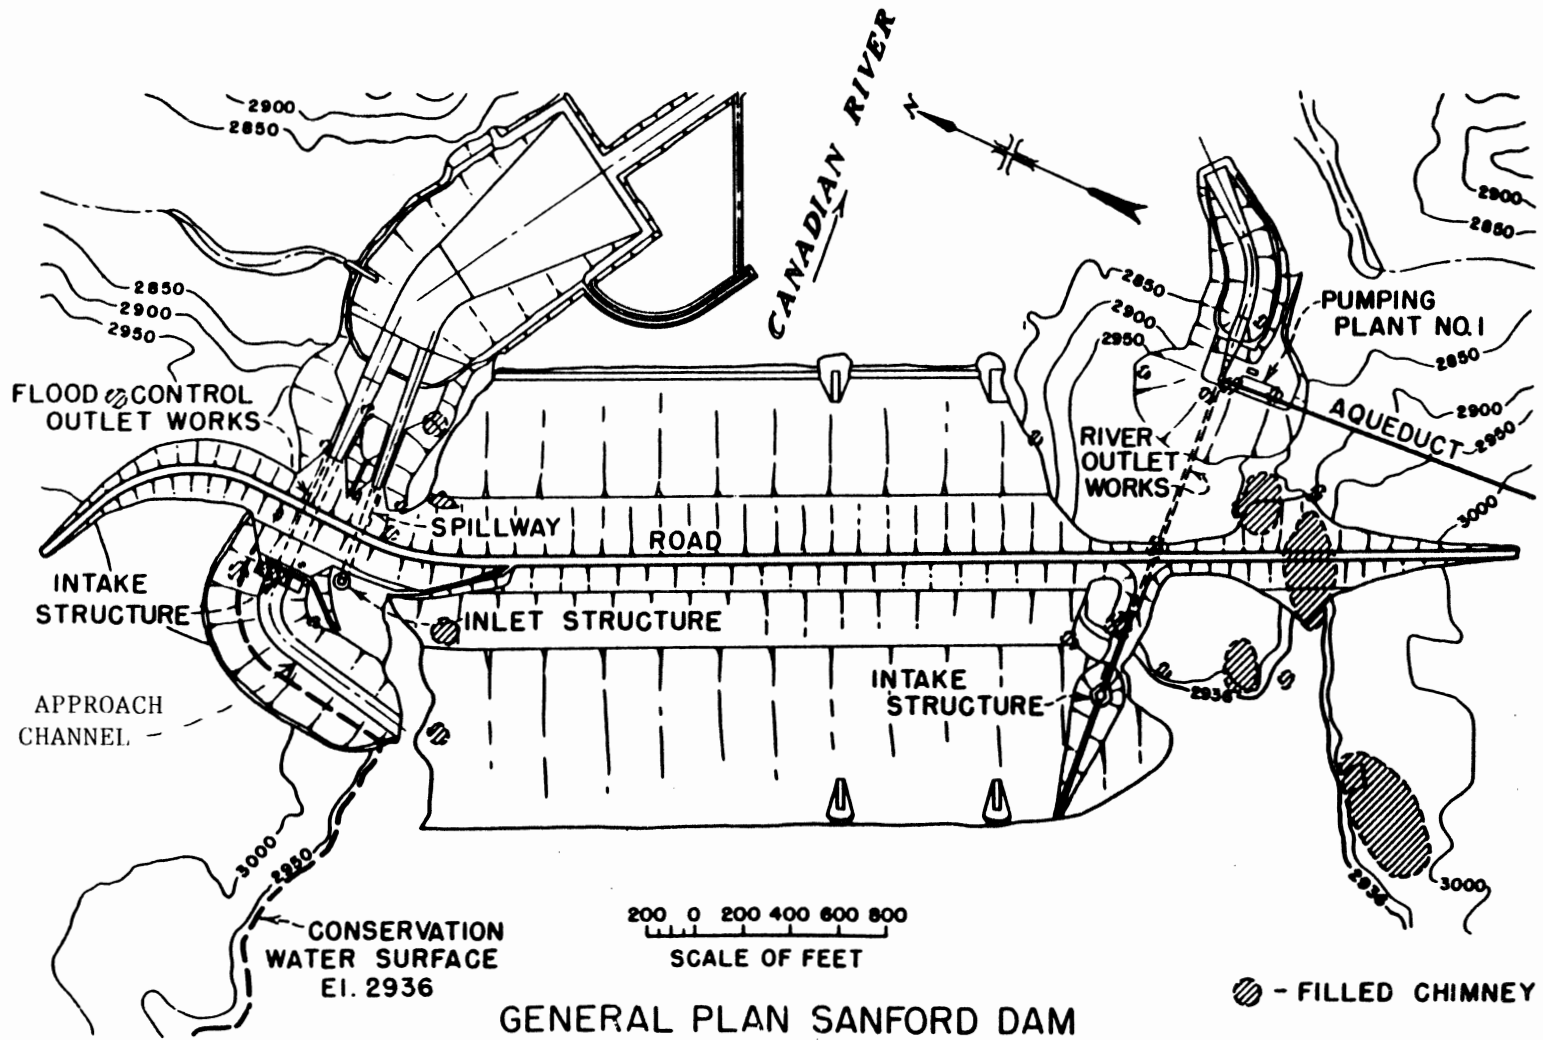 2900
2850
CANADIAN RIVER
N
2900
2850
2850
2900
2950
2850
2900
2950
PUMPING
PLANT NO.1
2850
2900
2950
FLOOD CONTROL
OUTLET WORKS
AQUEDUCT
RIVER
OUTLET
WORKS
3000
SPILLWAY
ROAD
INTAKE
STRUCTURE
INLET STRUCTURE
INTAKE
STRUCTURE
2936
APPROACH
CHANNEL
3000
2950
2936
3000
200 0 200 400 600 800
SCALE OF FEET
CONSERVATION
WATER SURFACE
El. 2936
- FILLED CHIMNEY
GENERAL PLAN SANFORD DAM